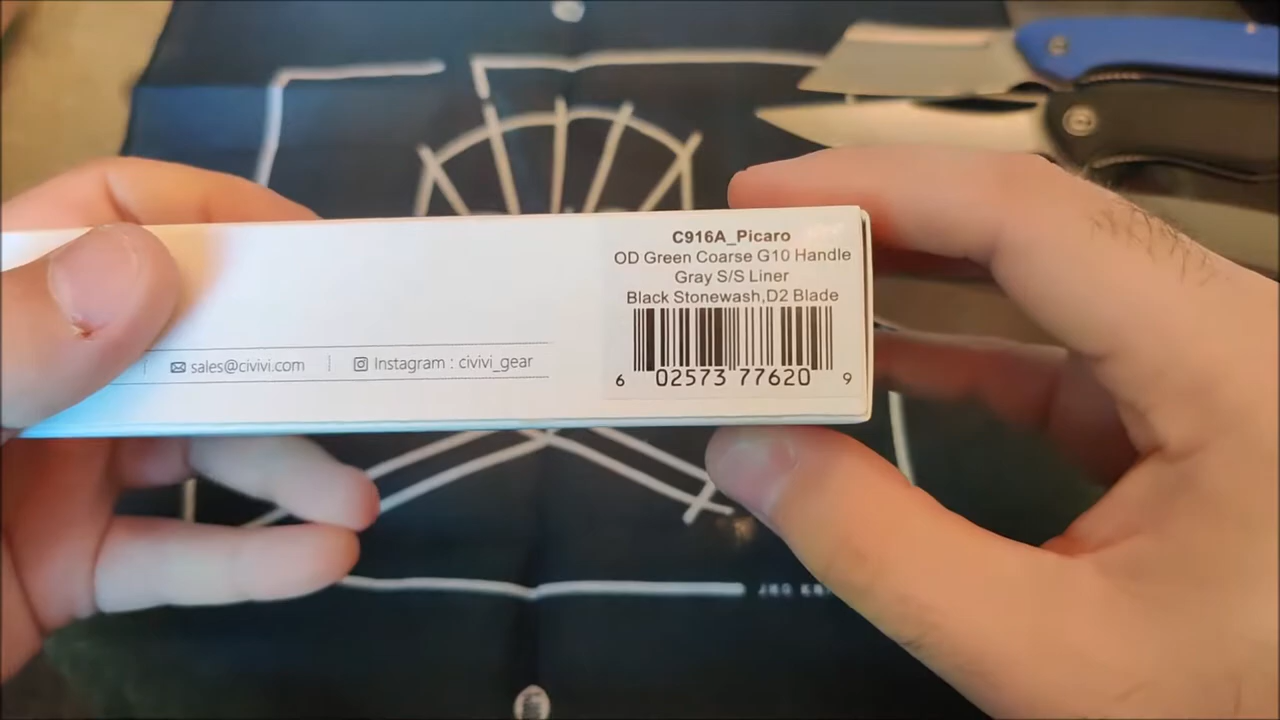 C916A_Picaro
OD Green Coarse G10 Handle
Gray S/S Liner
Black Stonewash,D2 Blade
6 02573 77620 9
sales@civivi.com
Instagram : civivi_gear